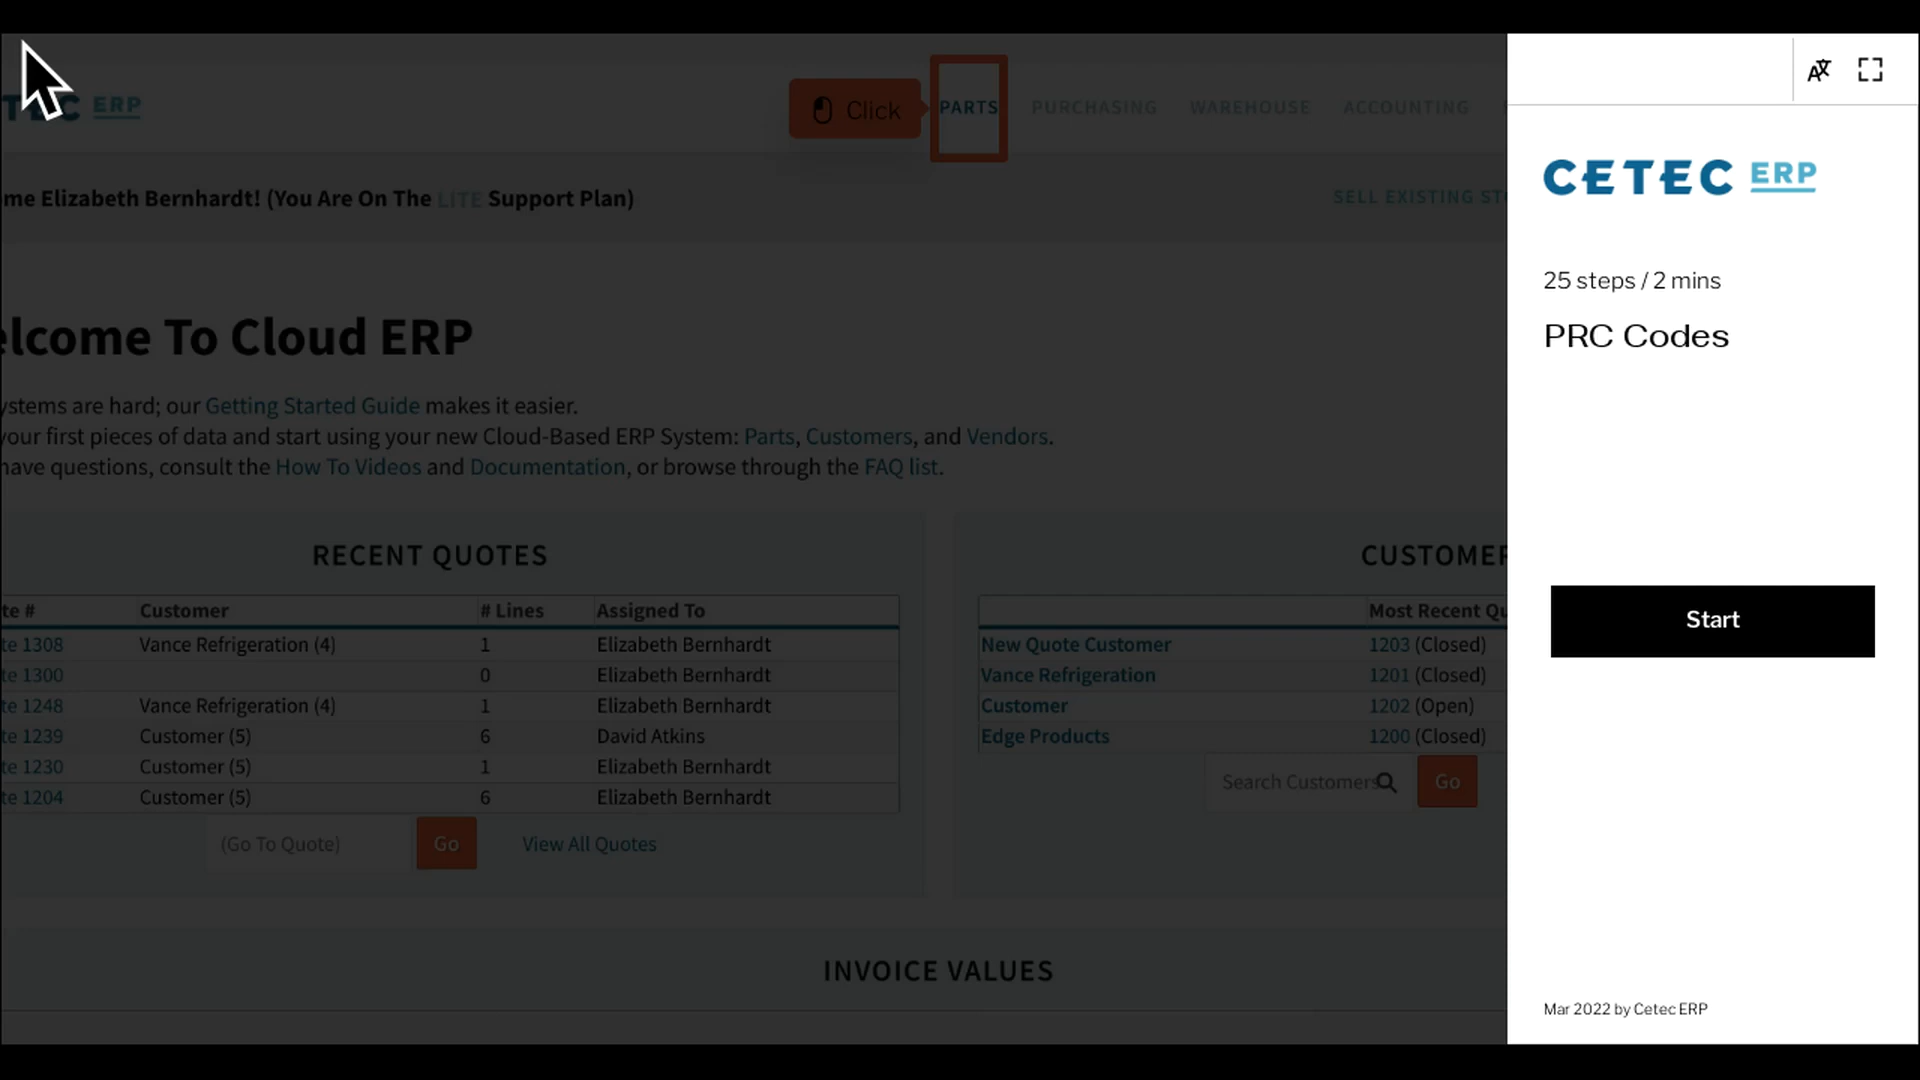 TEC ERP
Click
PARTS
PURCHASING
WAREHOUSE
ACCOUNTING
me Elizabeth Bernhardt! (You Are On The LITE Support Plan)
SELL EXISTING STO
elcome To Cloud ERP
ystems are hard; our Getting Started Guide makes it easier.
your first pieces of data and start using your new Cloud-Based ERP System: Parts, Customers, and Vendors.
have questions, consult the How To Videos and Documentation, or browse through the FAQ list.
RECENT QUOTES
te # Customer # Lines Assigned To
te 1308 Vance Refrigeration (4) 1 Elizabeth Bernhardt
te 1300 0 Elizabeth Bernhardt
te 1248 Vance Refrigeration (4) 1 Elizabeth Bernhardt
te 1239 Customer (5) 6 David Atkins
te 1230 Customer (5) 1 Elizabeth Bernhardt
te 1204 Customer (5) 6 Elizabeth Bernhardt
(Go To Quote) Go View All Quotes
CUSTOMER
Most Recent Qu
New Quote Customer 1203 (Closed)
Vance Refrigeration 1201 (Closed)
Customer 1202 (Open)
Edge Products 1200 (Closed)
Search Customers Go
INVOICE VALUES
CETEC ERP
25 steps / 2 mins
PRC Codes
Start
Mar 2022 by Cetec ERP